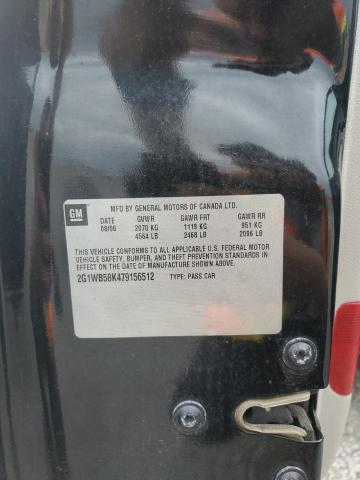 GM
MFD BY GENERAL MOTORS OF CANADA LTD.
DATE GVWR GAWR FRT GAWR RR
08/06 2070 KG 1119 KG 951 KG
4564 LB 2468 LB 2096 LB
THIS VEHICLE CONFORMS TO ALL APPLICABLE U.S. FEDERAL MOTOR
VEHICLE SAFETY, BUMPER, AND THEFT PREVENTION STANDARDS IN
EFFECT ON THE DATE OF MANUFACTURE SHOWN ABOVE.
2G1WB58K479156512 TYPE: PASS CAR